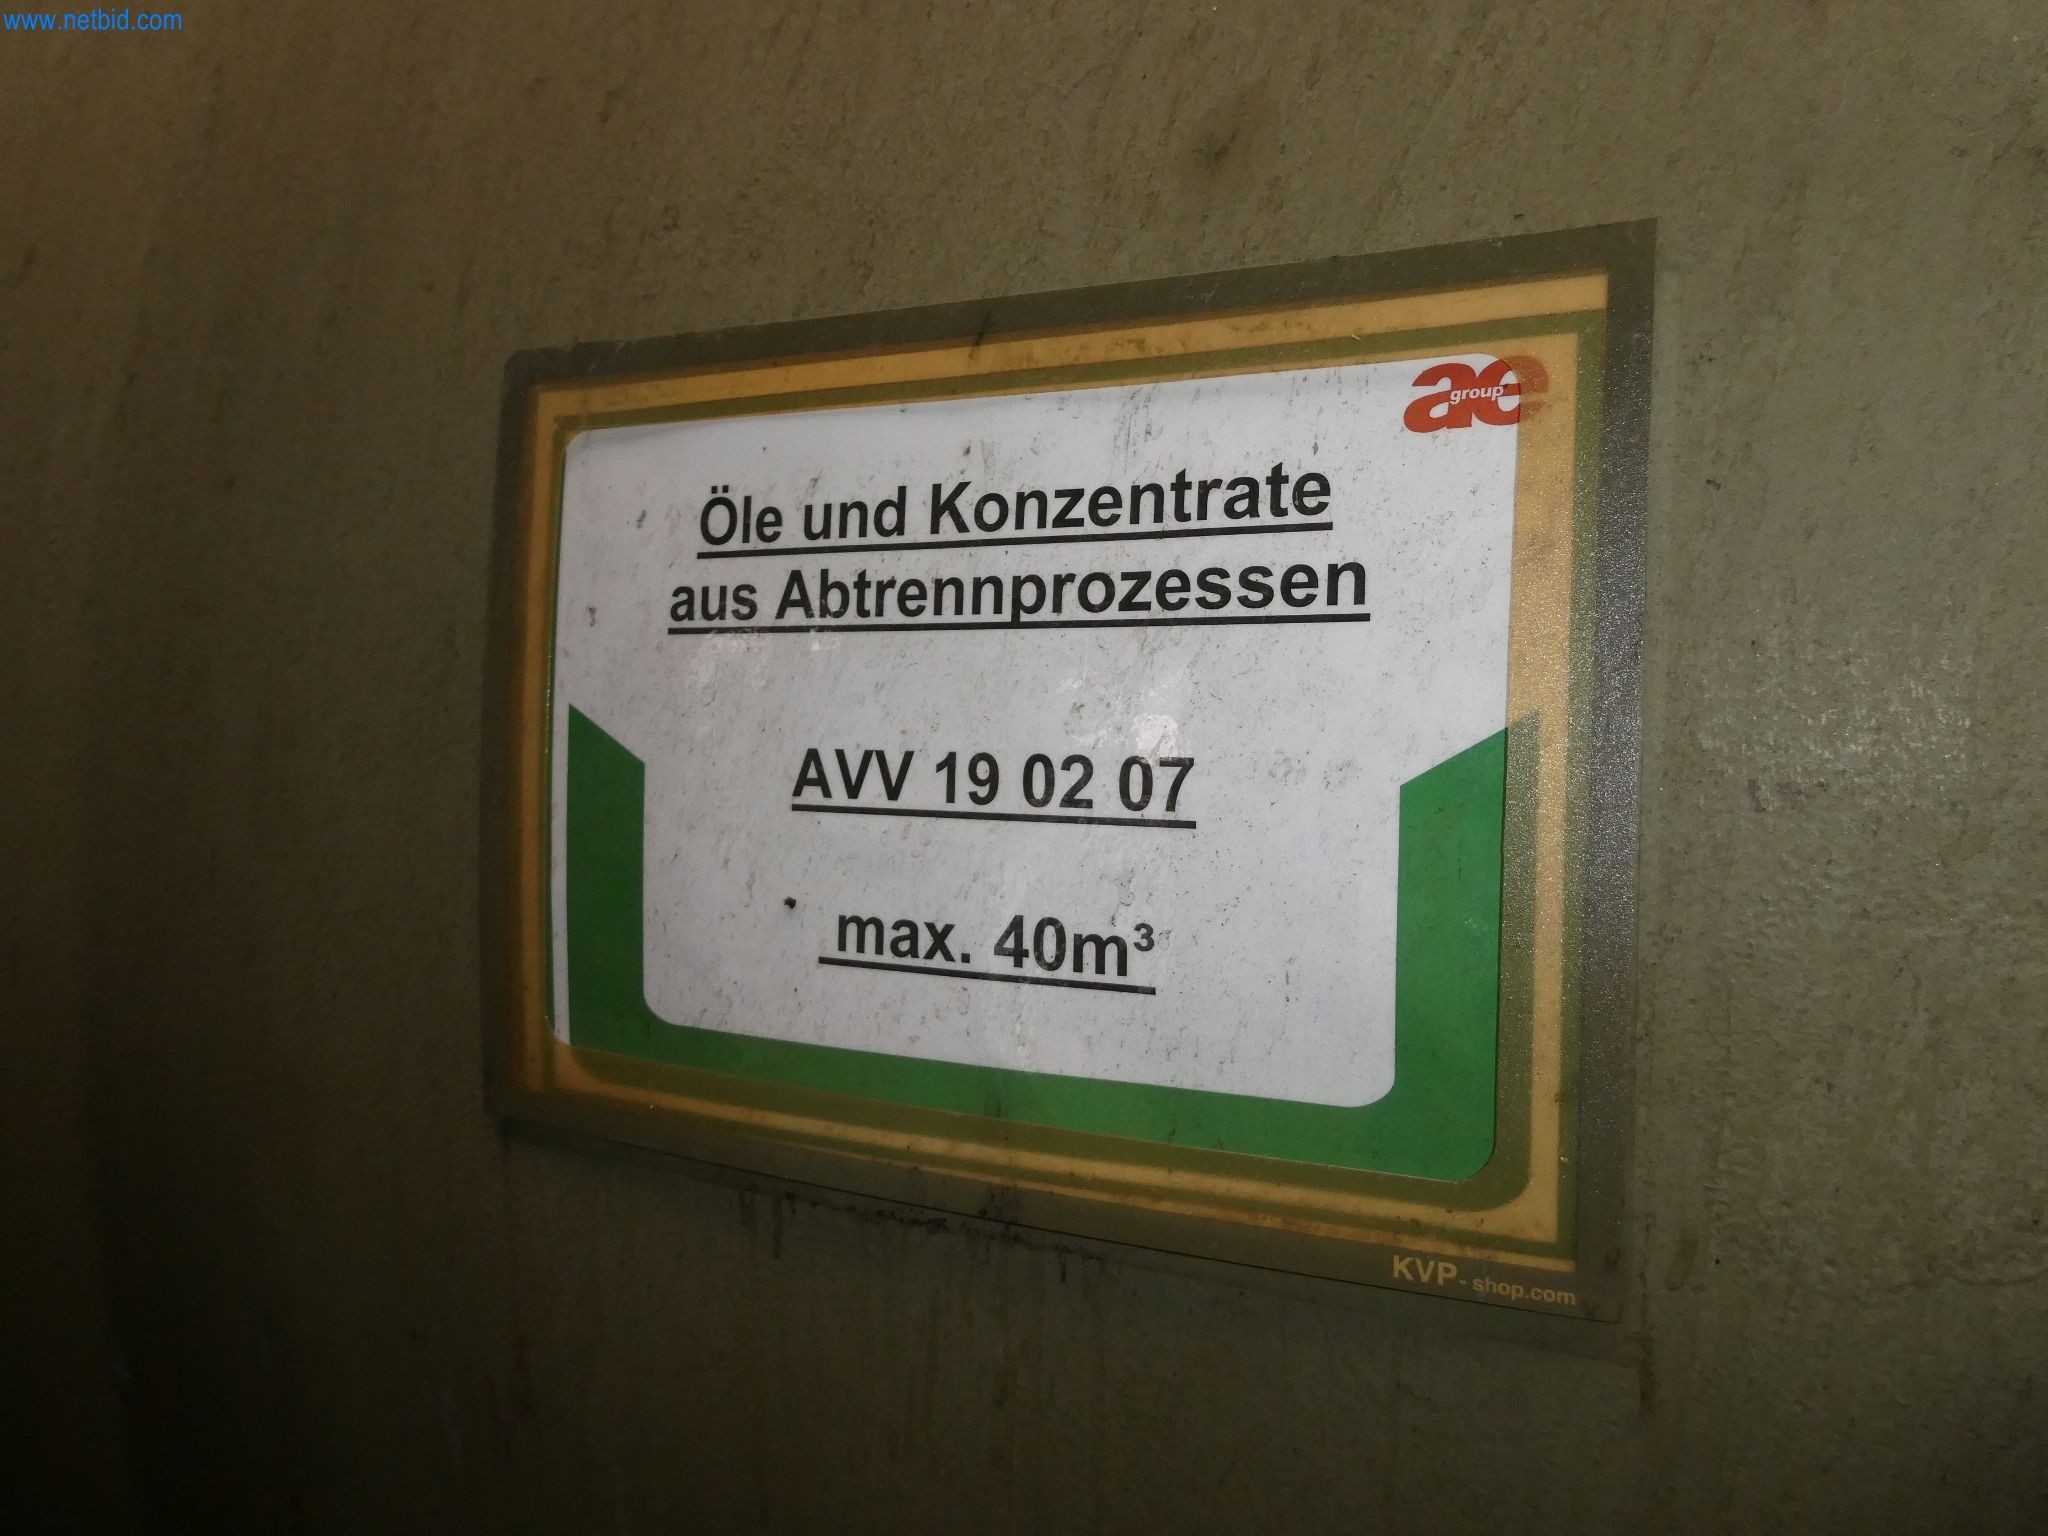 www.netbid.com
ae
group
Öle und Konzentrate
aus Abtrennprozessen
AVV 19 02 07
max. 40m³
KVP- shop.com